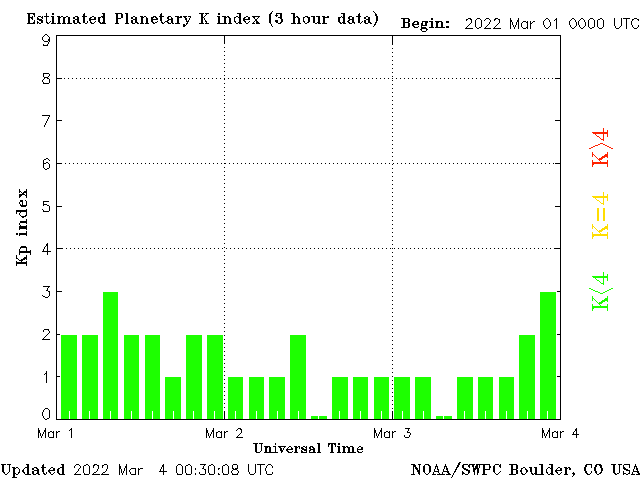 Estimated Planetary K index (3 hour data)
Begin: 2022 Mar 01 0000 UTC
9
8
7
6
5
4
3
2
1
0
Kp index
K>4
K=4
K<4
Mar 1
Mar 2
Mar 3
Mar 4
Universal Time
Updated 2022 Mar 4 00:30:08 UTC
NOAA/SWPC Boulder, CO USA